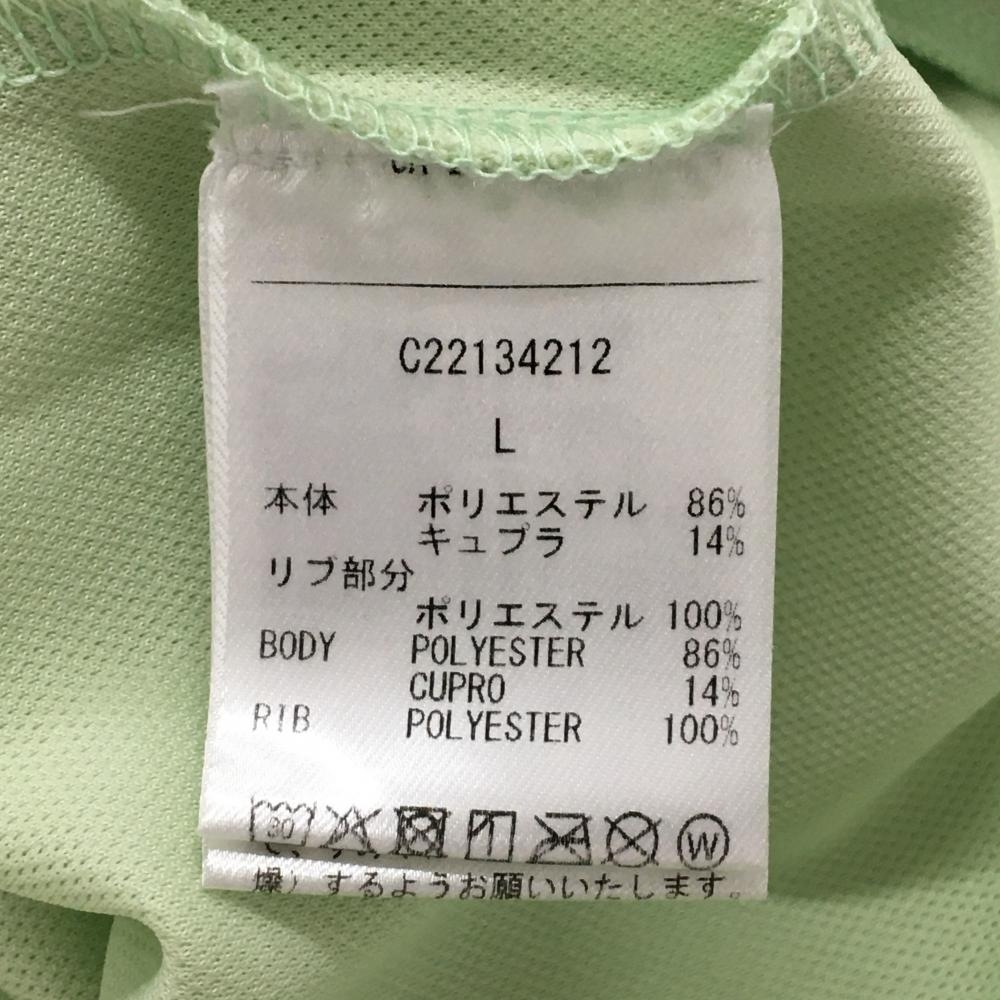 C22134212
L
本体 ポリエステル 86%
キュプラ 14%
リブ部分
ポリエステル 100%
BODY POLYESTER 86%
CUPRO 14%
RIB POLYESTER 100%
30 W
燥）するようお願いいたします。